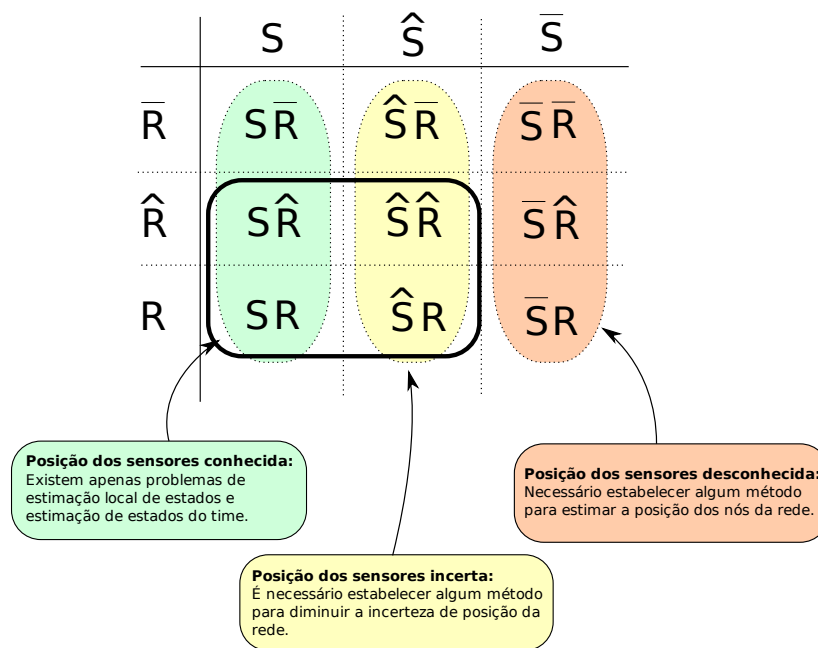 S Ŝ S̅
R̅ SR̅ ŜR̅ S̅ R̅
R̂ SR̂ ŜR̂ S̅R̂
R SR ŜR S̅R
Posição dos sensores conhecida:
Existem apenas problemas de
estimação local de estados e
estimação de estados do time.
Posição dos sensores desconhecida:
Necessário estabelecer algum método
para estimar a posição dos nós da rede.
Posição dos sensores incerta:
É necessário estabelecer algum método
para diminuir a incerteza de posição da
rede.